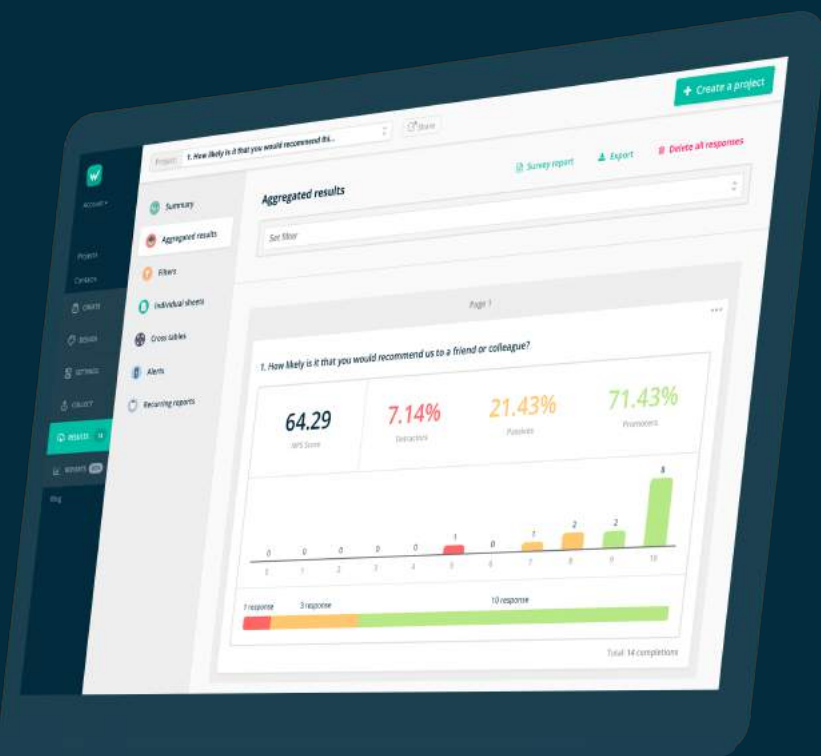 + Create a project
Project: 1. How likely is it that you would recommend thi...
Share
Account
Projects
Contacts
CREATE
DESIGN
SETTINGS
COLLECT
RESULTS 14
REPORTS
Blog
Summary
Aggregated results
Filters
Individual sheets
Cross tables
Alerts
Recurring reports
Aggregated results
Survey report
Export
Delete all responses
Set filter
Page 1
1. How likely is it that you would recommend us to a friend or colleague?
64.29 7.14% 21.43% 71.43%
NPS Score Detractors Passives Promoters
0 0 0 0 0 1 0 1 2 2 8
0 1 2 3 4 5 6 7 8 9 10
1 response 3 response 10 response
Total: 14 completions